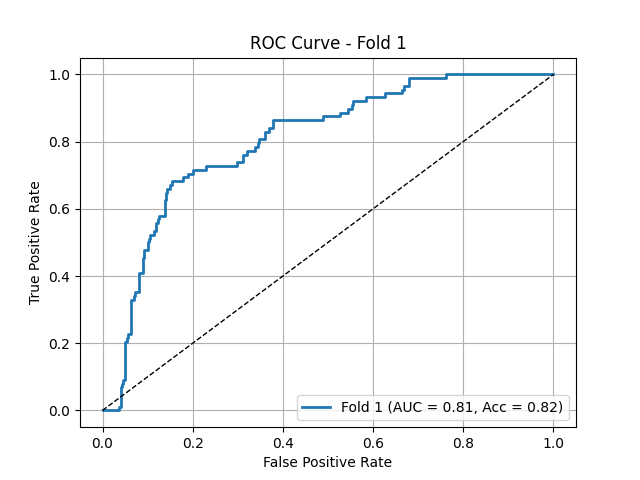 ROC Curve - Fold 1
True Positive Rate
1.0
0.8
0.6
0.4
0.2
0.0
Fold 1 (AUC = 0.81, Acc = 0.82)
0.0 0.2 0.4 0.6 0.8 1.0
False Positive Rate